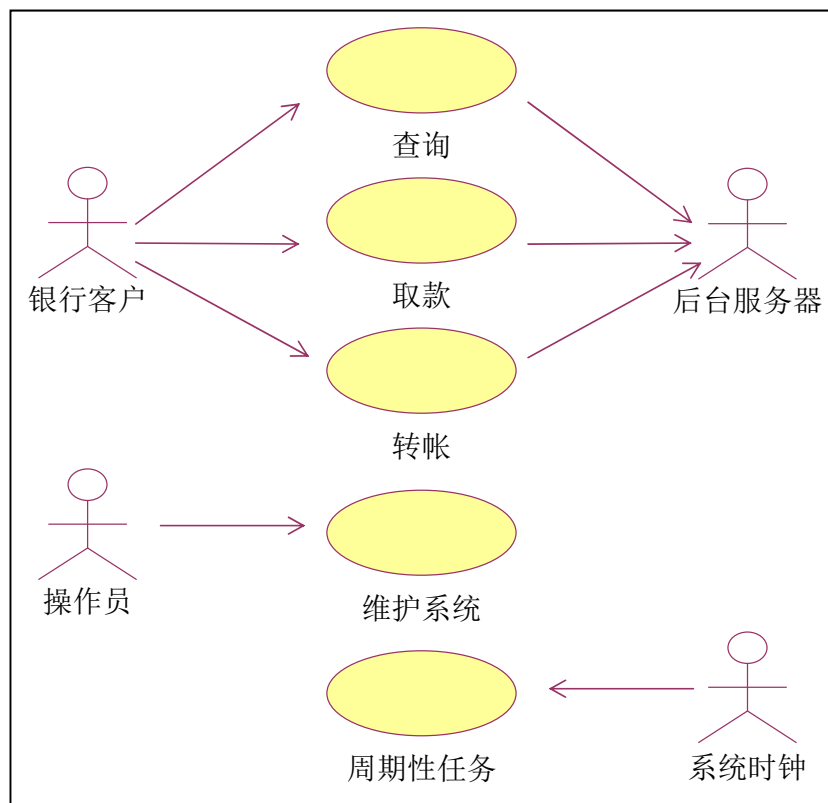 查询
银行客户
取款
后台服务器
转帐
操作员
维护系统
周期性任务
系统时钟